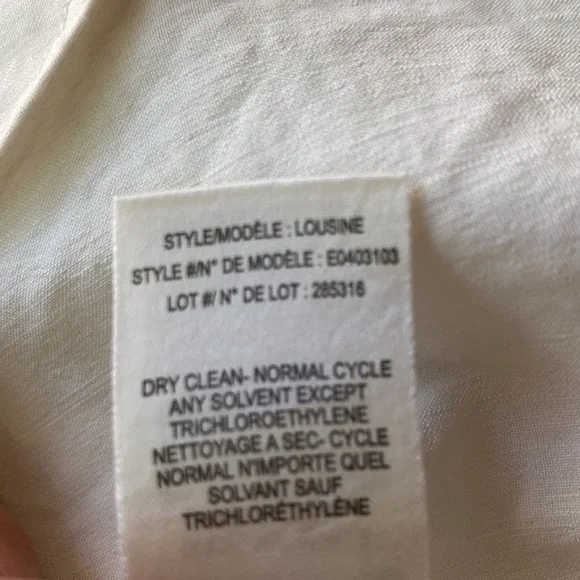 STYLE/MODÈLE : LOUSINE
STYLE #/N° DE MODÈLE : E0403103
LOT #/ N° DE LOT : 285316
DRY CLEAN- NORMAL CYCLE
ANY SOLVENT EXCEPT
TRICHLOROETHYLENE
NETTOYAGE A SEC- CYCLE
NORMAL N'IMPORTE QUEL
SOLVANT SAUF
TRICHLORÉTHYLÈNE